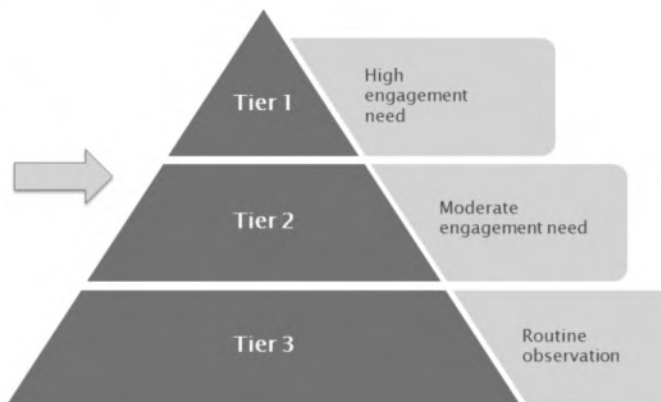 Tier 1
High
engagement
need
Tier 2
Moderate
engagement need
Tier 3
Routine
observation